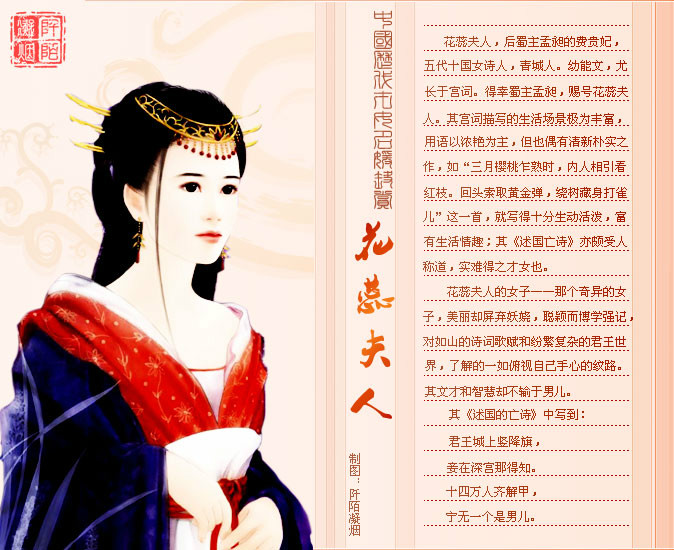 阡陌
凝烟
中國歷代
名媛
花蕊夫人
制图：阡陌凝烟
花蕊夫人，后蜀主孟昶的费贵妃，
五代十国女诗人，青城人。幼能文，尤
长于宫词。得幸蜀主孟昶，赐号花蕊夫
人。其宫词描写的生活场景极为丰富，
用语以浓艳为主，但也偶有清新朴实之
作，如“三月樱桃乍熟时，内人相引看
红枝。回头索取黄金弹，绕树藏身打雀
儿”这一首，就写得十分生动活泼，富
有生活情趣；其《述国亡诗》亦颇受人
称道，实难得之才女也。
花蕊夫人的女子——那个奇异的女
子，美丽却屏弃妖娆，聪颖而博学强记，
对如山的诗词歌赋和纷繁复杂的君王世
界，了解的一如俯视自己手心的纹路。
其文才和智慧却不输于男儿。
其《述国的亡诗》中写到：
君王城上竖降旗，
妾在深宫那得知。
十四万人齐解甲，
宁无一个是男儿。